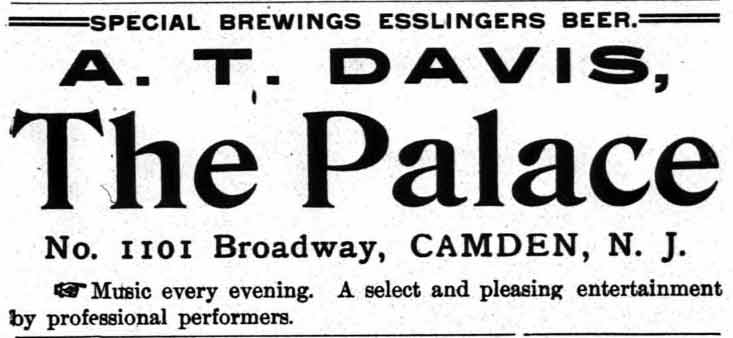 SPECIAL BREWINGS ESSLINGERS BEER.
A. T. DAVIS,
The Palace
No. 1101 Broadway, CAMDEN, N. J.
☞ Music every evening. A select and pleasing entertainment
by professional performers.